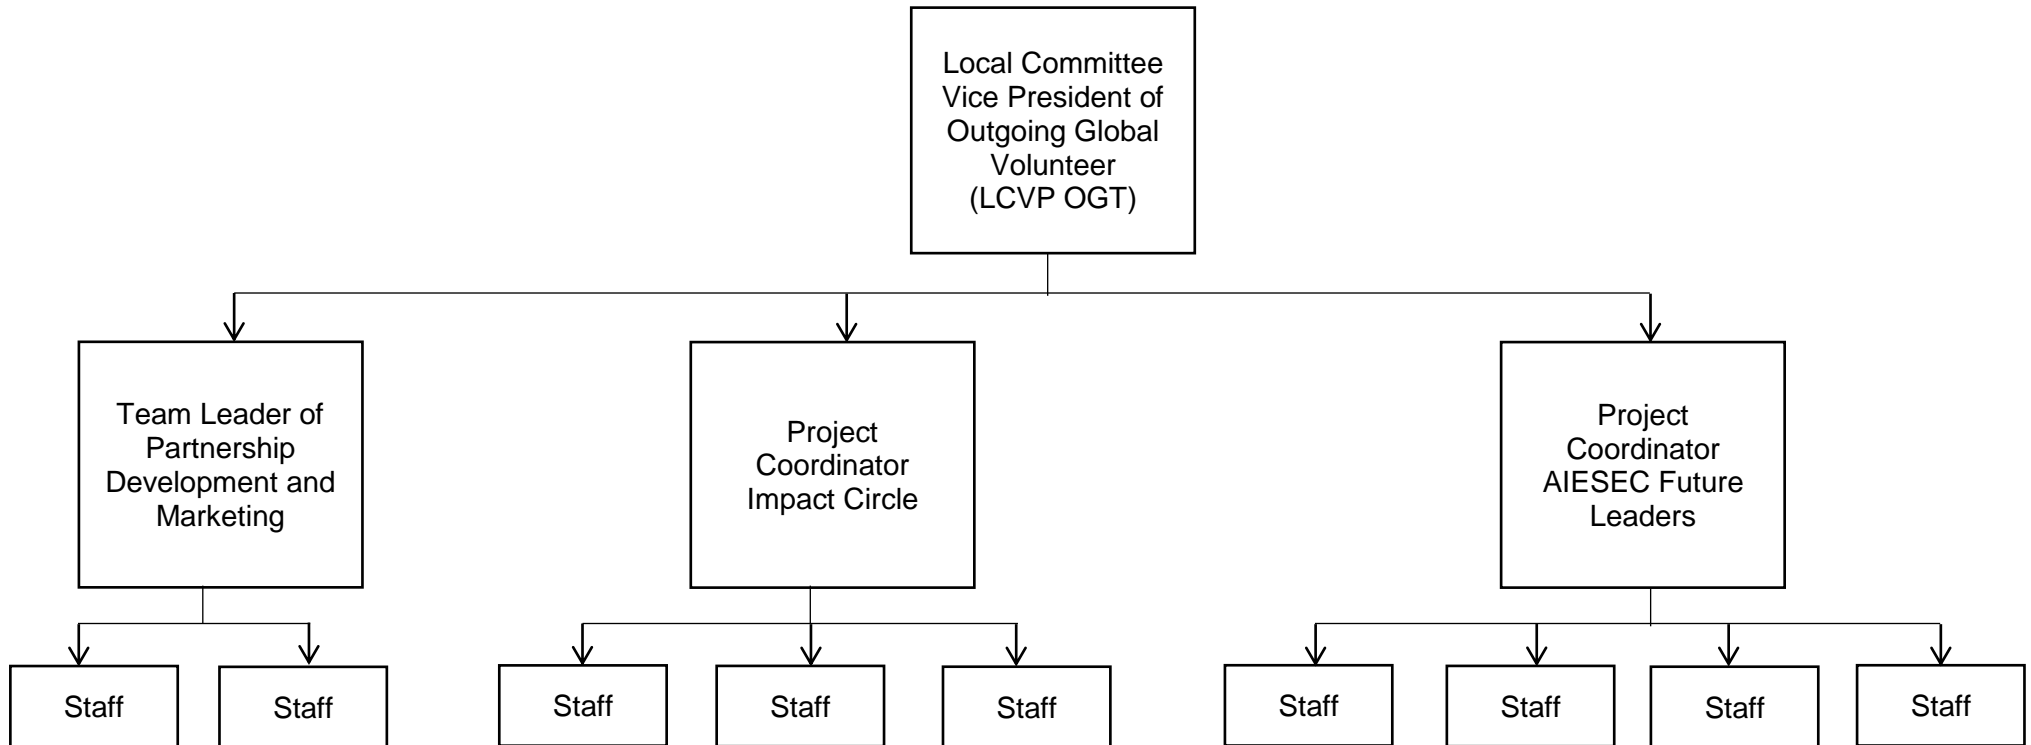 Local Committee
Vice President of
Outgoing Global
Volunteer
(LCVP OGT)
Team Leader of
Partnership
Development and
Marketing
Project
Coordinator
Impact Circle
Project
Coordinator
AIESEC Future
Leaders
Staff
Staff
Staff
Staff
Staff
Staff
Staff
Staff
Staff